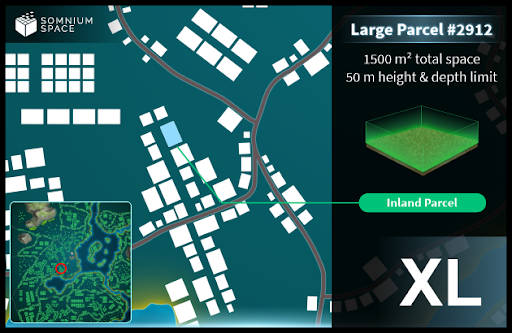 SOMNIUM
SPACE
Large Parcel #2912
1500 m² total space
50 m height & depth limit
Inland Parcel
XL